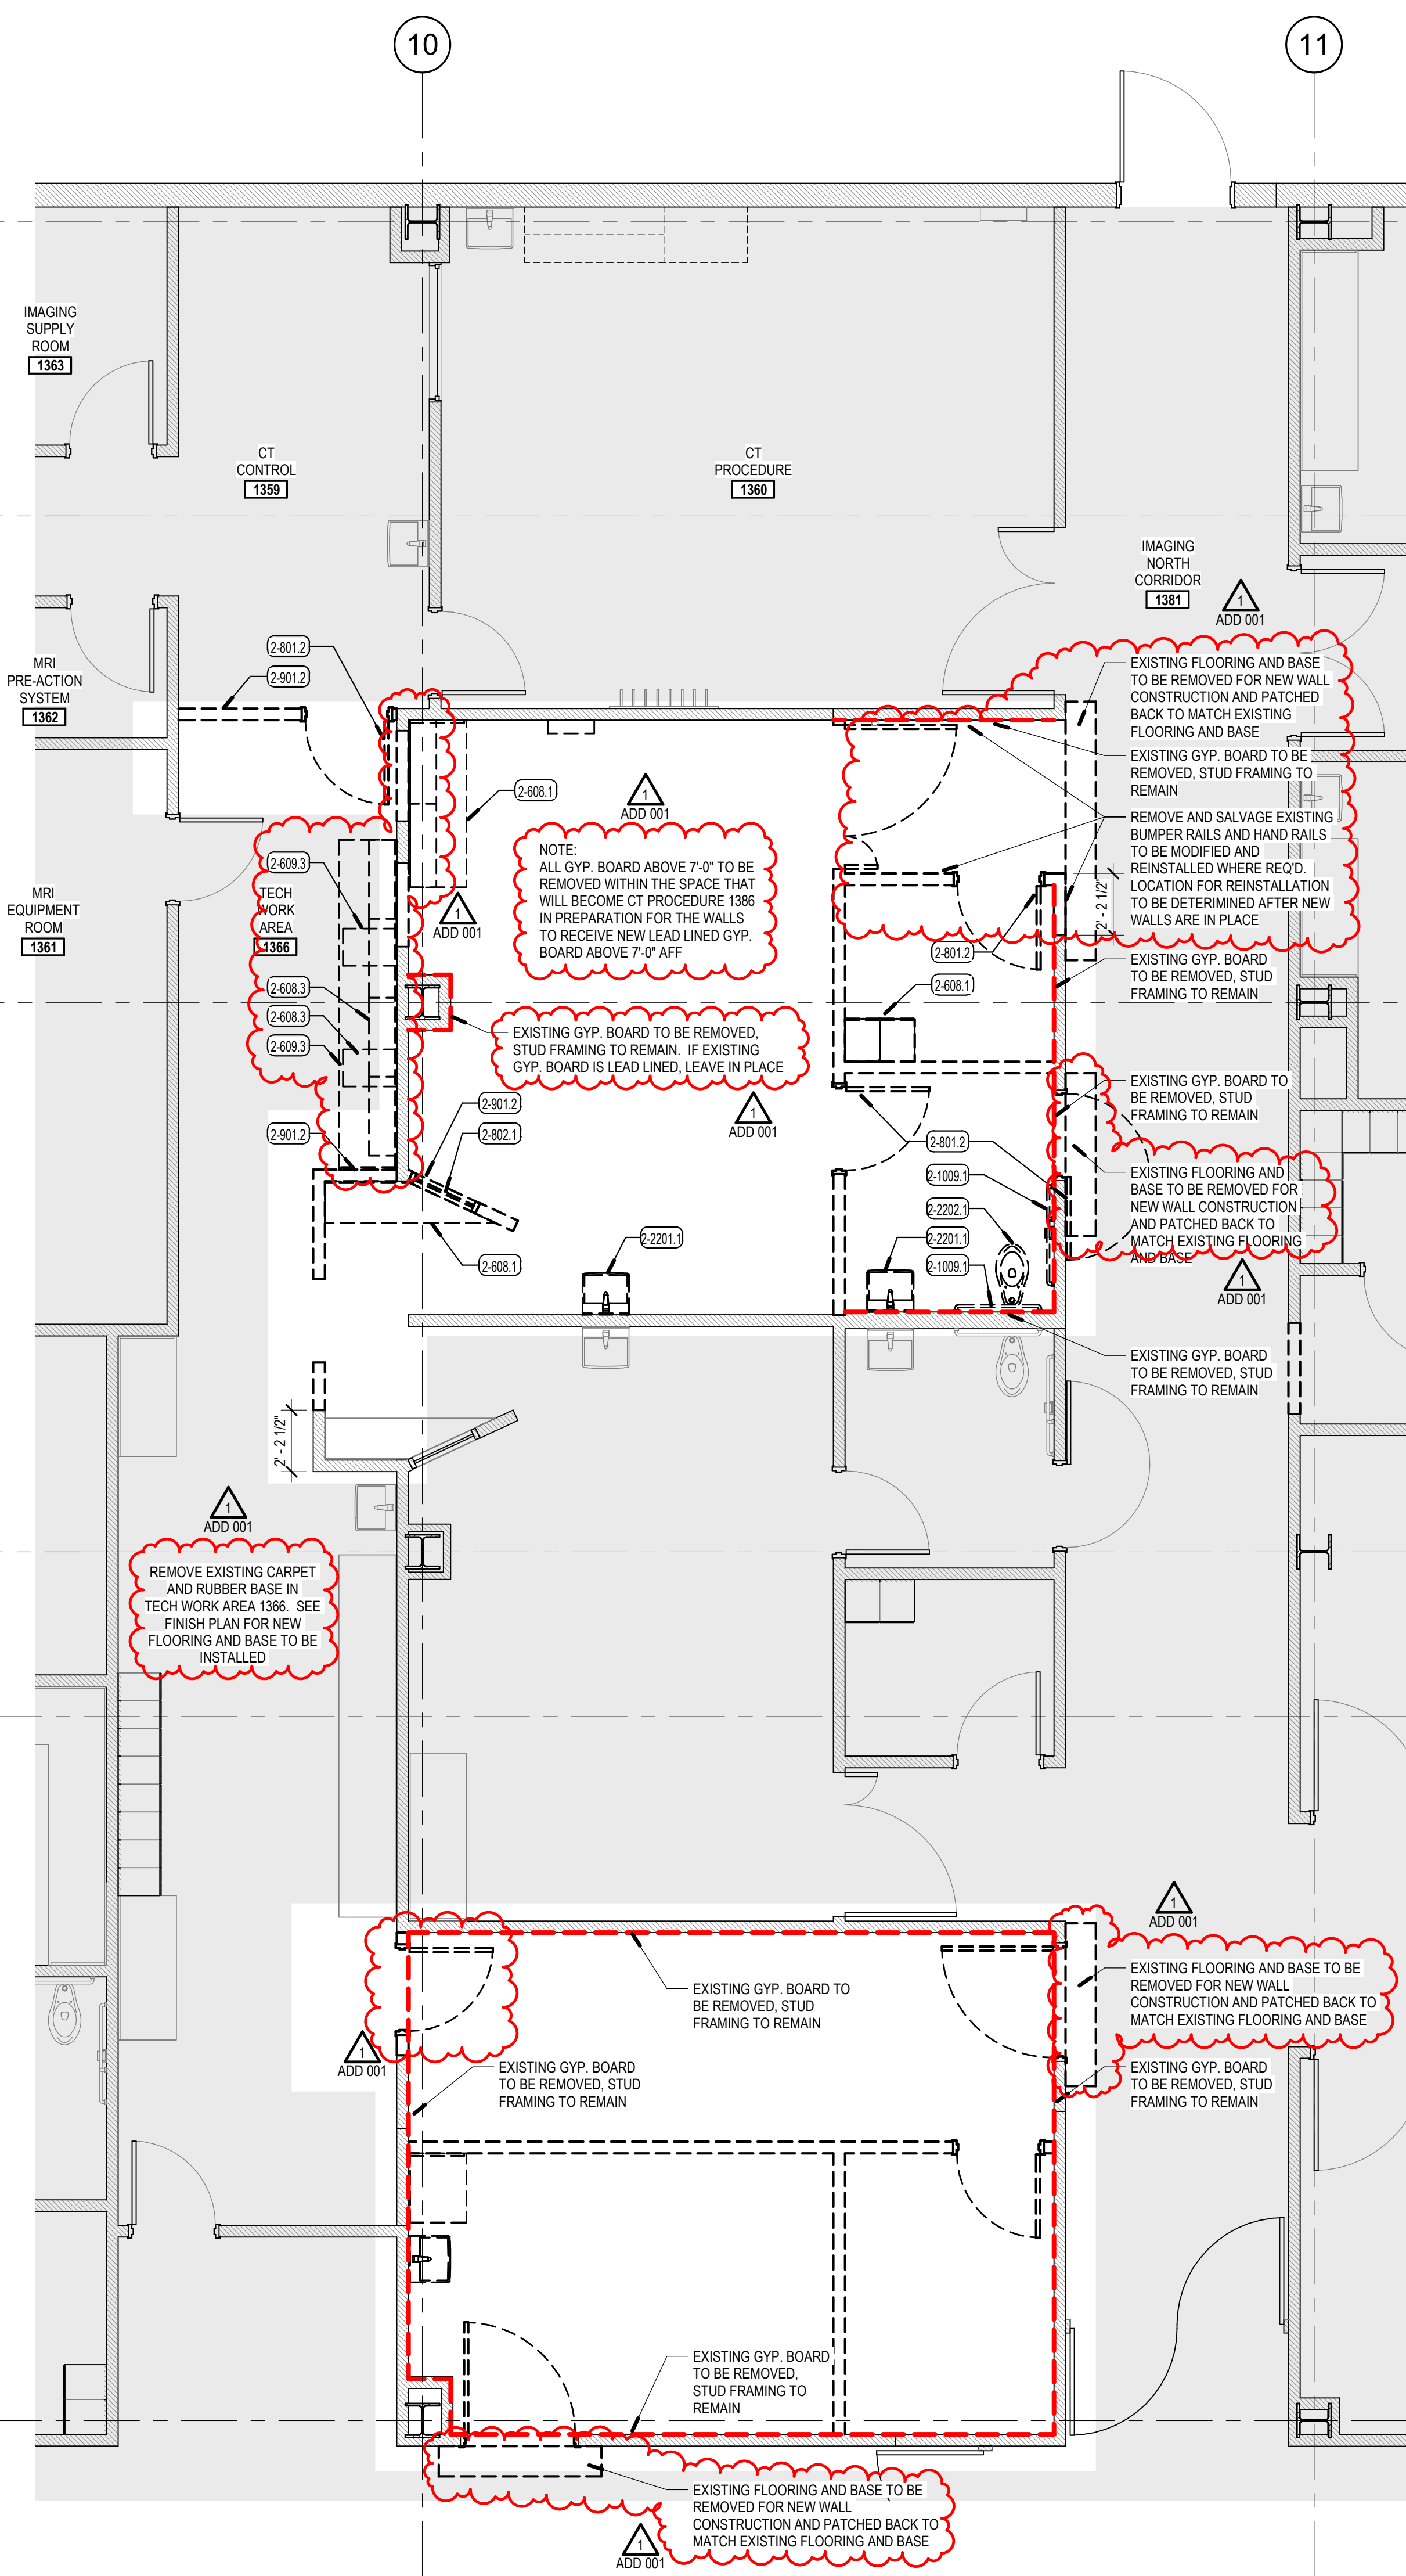 10
11
IMAGING
SUPPLY
ROOM
1363
CT
CONTROL
1359
CT
PROCEDURE
1360
IMAGING
NORTH
CORRIDOR
1381
1
ADD 001
MRI
PRE-ACTION
SYSTEM
1362
2-801.2
2-901.2
EXISTING FLOORING AND BASE
TO BE REMOVED FOR NEW WALL
CONSTRUCTION AND PATCHED
BACK TO MATCH EXISTING
FLOORING AND BASE
EXISTING GYP. BOARD TO BE
REMOVED, STUD FRAMING TO
REMAIN
REMOVE AND SALVAGE EXISTING
BUMPER RAILS AND HAND RAILS
TO BE MODIFIED AND
REINSTALLED WHERE REQ'D.
LOCATION FOR REINSTALLATION
TO BE DETERIMINED AFTER NEW
WALLS ARE IN PLACE
2' - 2 1/2"
2-608.1
1
ADD 001
NOTE:
ALL GYP. BOARD ABOVE 7'-0" TO BE
REMOVED WITHIN THE SPACE THAT
WILL BECOME CT PROCEDURE 1386
IN PREPARATION FOR THE WALLS
TO RECEIVE NEW LEAD LINED GYP.
BOARD ABOVE 7'-0" AFF
2-609.3
TECH
WORK
AREA
1366
MRI
EQUIPMENT
ROOM
1361
1
ADD 001
2-801.2
2-608.1
EXISTING GYP. BOARD
TO BE REMOVED, STUD
FRAMING TO REMAIN
2-608.3
2-608.3
2-609.3
EXISTING GYP. BOARD TO BE REMOVED,
STUD FRAMING TO REMAIN. IF EXISTING
GYP. BOARD IS LEAD LINED, LEAVE IN PLACE
1
ADD 001
EXISTING GYP. BOARD TO
BE REMOVED, STUD
FRAMING TO REMAIN
2-901.2
2-802.1
2-901.2
2-801.2
2-1009.1
2-2202.1
2-2201.1
2-1009.1
EXISTING FLOORING AND
BASE TO BE REMOVED FOR
NEW WALL CONSTRUCTION
AND PATCHED BACK TO
MATCH EXISTING FLOORING
AND BASE
1
ADD 001
2-2201.1
2-608.1
EXISTING GYP. BOARD
TO BE REMOVED, STUD
FRAMING TO REMAIN
2' - 2 1/2"
1
ADD 001
REMOVE EXISTING CARPET
AND RUBBER BASE IN
TECH WORK AREA 1366. SEE
FINISH PLAN FOR NEW
FLOORING AND BASE TO BE
INSTALLED
1
ADD 001
EXISTING FLOORING AND BASE TO BE
REMOVED FOR NEW WALL
CONSTRUCTION AND PATCHED BACK TO
MATCH EXISTING FLOORING AND BASE
EXISTING GYP. BOARD TO
BE REMOVED, STUD
FRAMING TO REMAIN
1
ADD 001
EXISTING GYP. BOARD
TO BE REMOVED, STUD
FRAMING TO REMAIN
EXISTING GYP. BOARD
TO BE REMOVED, STUD
FRAMING TO REMAIN
EXISTING GYP. BOARD
TO BE REMOVED,
STUD FRAMING TO
REMAIN
EXISTING FLOORING AND BASE TO BE
REMOVED FOR NEW WALL
CONSTRUCTION AND PATCHED BACK TO
MATCH EXISTING FLOORING AND BASE
1
ADD 001